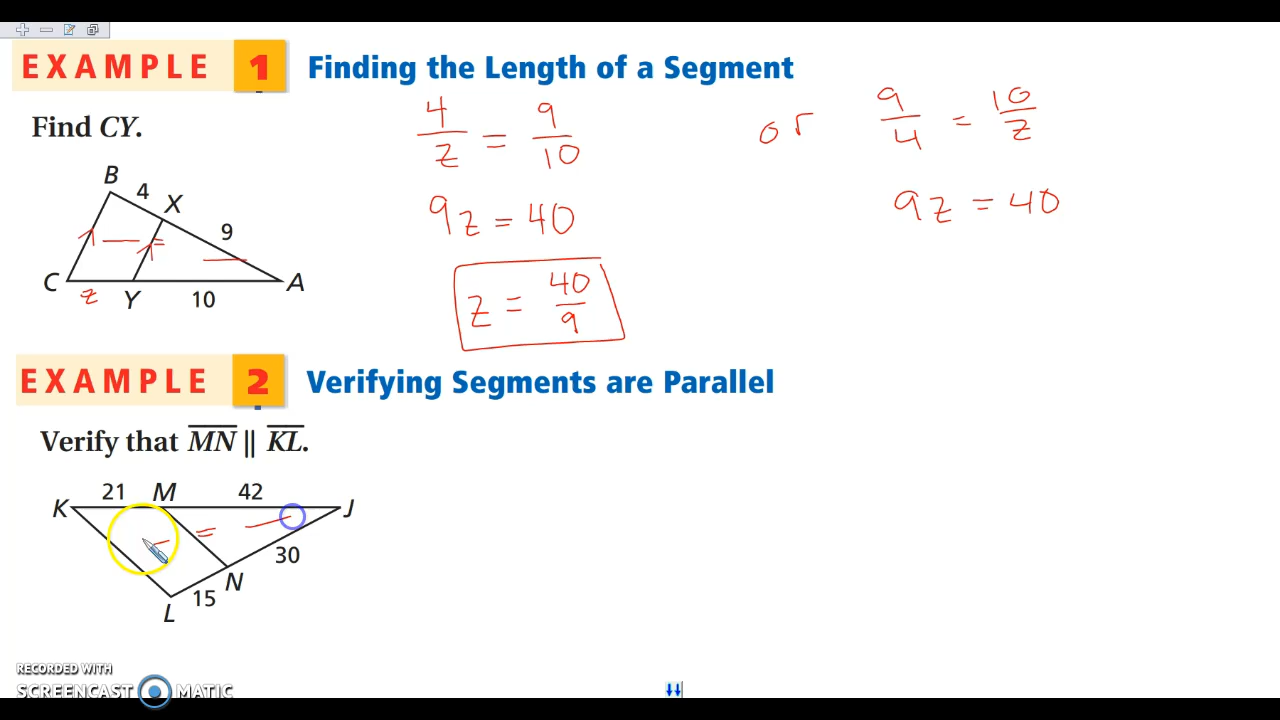 EXAMPLE 1 Finding the Length of a Segment
Find CY.
B
4
X
9
C
z
Y
10
A
4/z = 9/10
9z = 40
z = 40/9
or
9/4 = 10/z
9z = 40
EXAMPLE 2 Verifying Segments are Parallel
Verify that MN || KL.
K
21
M
42
J
30
N
15
L
RECORDED WITH
SCREENCAST MATIC